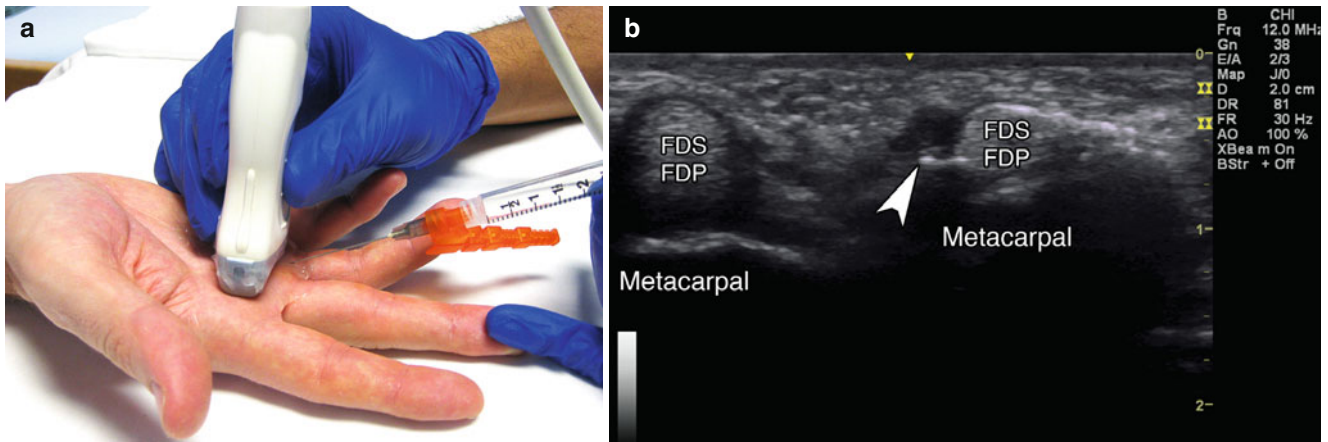 a
b
B CHI
Frq 12.0 MHz
Gn 38
E/A 2/3
Map J/0
D 2.0 cm
DR 81
FR 30 Hz
AO 100 %
XBeam On
BStr + Off
0
FDS
FDP
FDS
FDP
Metacarpal
1
Metacarpal
2